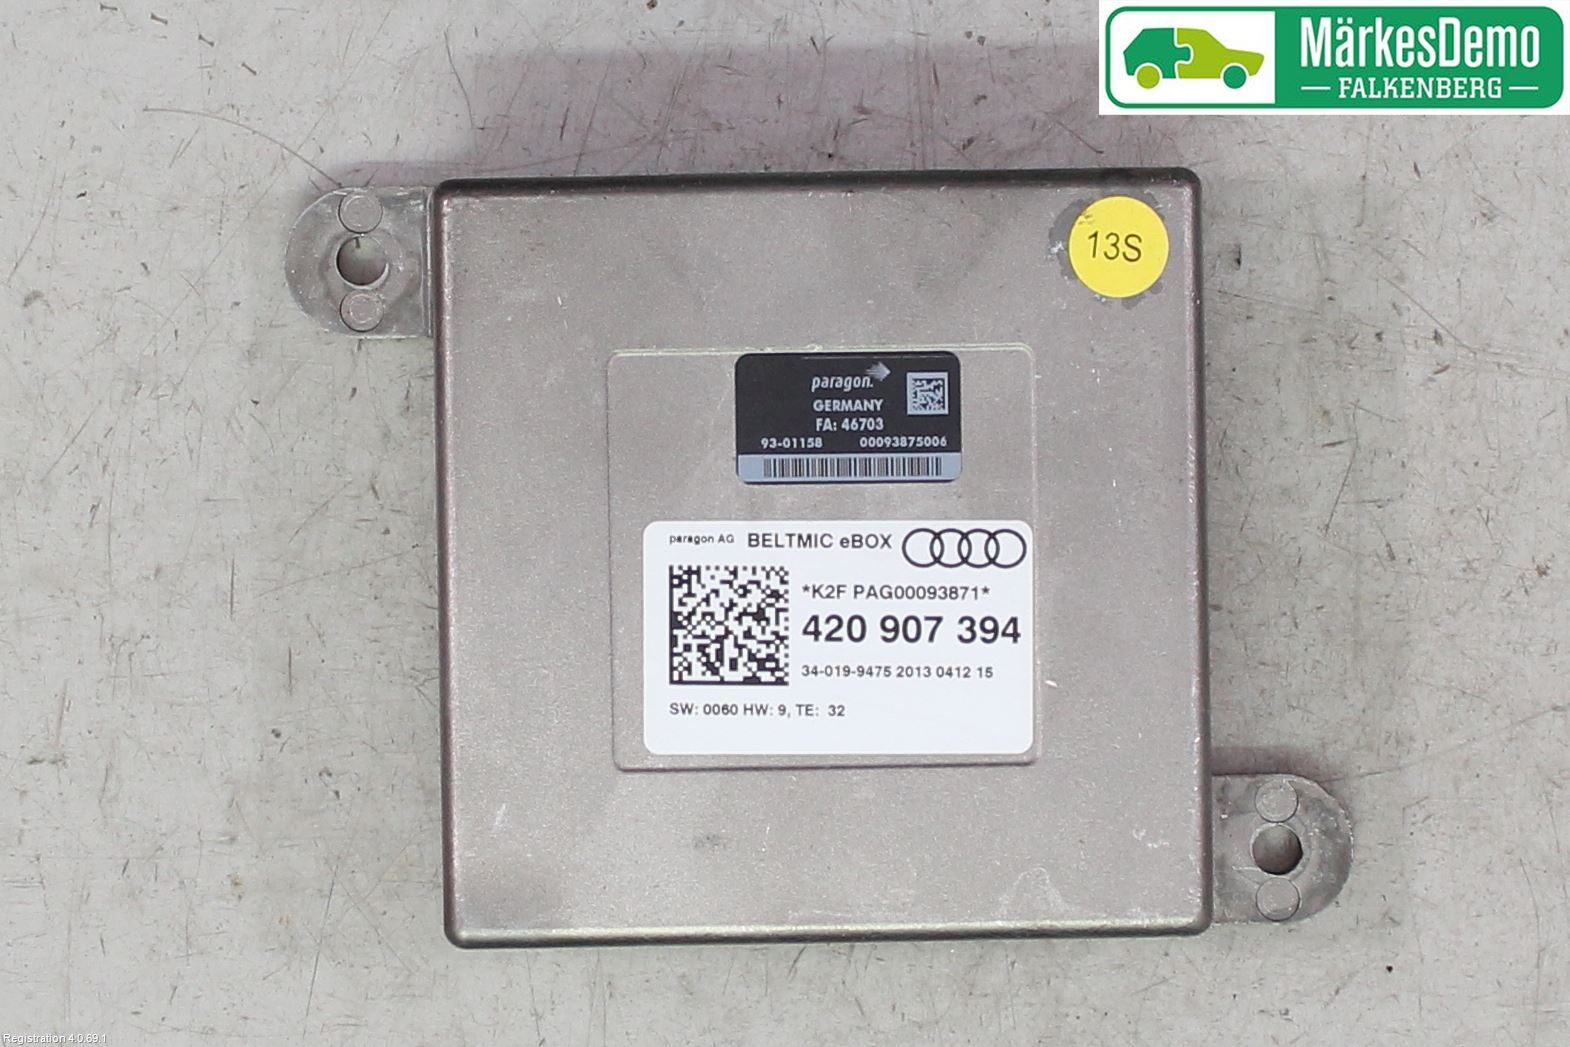 MärkesDemo
FALKENBERG
13S
paragon.
GERMANY
FA: 46703
93-01158 00093875006
paragon AG BELTMIC eBOX
*K2F PAG00093871*
420 907 394
34-019-9475 2013 0412 15
SW: 0060 HW: 9, TE: 32
Registration 4.0.69.1